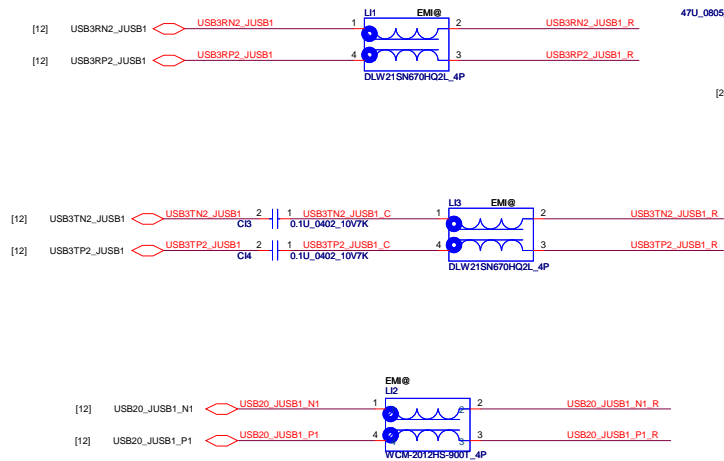 LI1 EMI@ 47U_0805
[12] USB3RN2_JUSB1 USB3RN2_JUSB1 1 2 USB3RN2_JUSB1_R
[12] USB3RP2_JUSB1 USB3RP2_JUSB1 4 3 USB3RP2_JUSB1_R
DLW21SN670HQ2L_4P
[2
LI3 EMI@
[12] USB3TN2_JUSB1 USB3TN2_JUSB1 2 1 USB3TN2_JUSB1_C 1 2 USB3TN2_JUSB1_R
CI3 0.1U_0402_10V7K
[12] USB3TP2_JUSB1 USB3TP2_JUSB1 2 1 USB3TP2_JUSB1_C 4 3 USB3TP2_JUSB1_R
CI4 0.1U_0402_10V7K
DLW21SN670HQ2L_4P
EMI@
LI2
[12] USB20_JUSB1_N1 USB20_JUSB1_N1 1 2 2 USB20_JUSB1_N1_R
[12] USB20_JUSB1_P1 USB20_JUSB1_P1 4 4 3 3 USB20_JUSB1_P1_R
WCM-2012HS-900T_4P